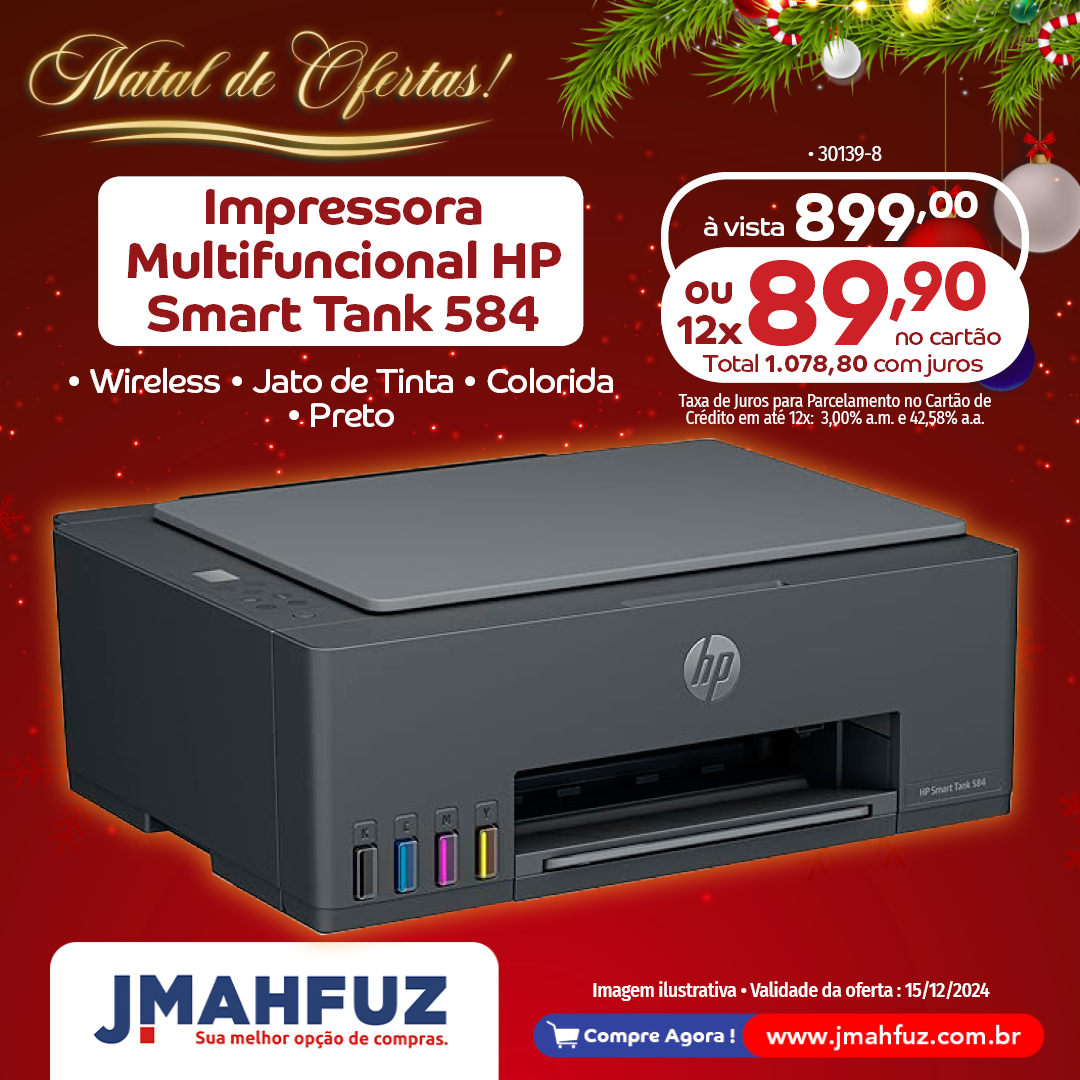 Natal de Ofertas!
• 30139-8
Impressora
Multifuncional HP
Smart Tank 584
à vista 899,00
ou
12x 89,90
no cartão
Total 1.078,80 com juros
• Wireless • Jato de Tinta • Colorida
• Preto
Taxa de Juros para Parcelamento no Cartão de
Crédito em até 12x: 3,00% a.m. e 42,58% a.a.
hp
HP Smart Tank 584
K C M Y
JMAHFUZ
Sua melhor opção de compras.
Imagem ilustrativa • Validade da oferta : 15/12/2024
Compre Agora !
www.jmahfuz.com.br